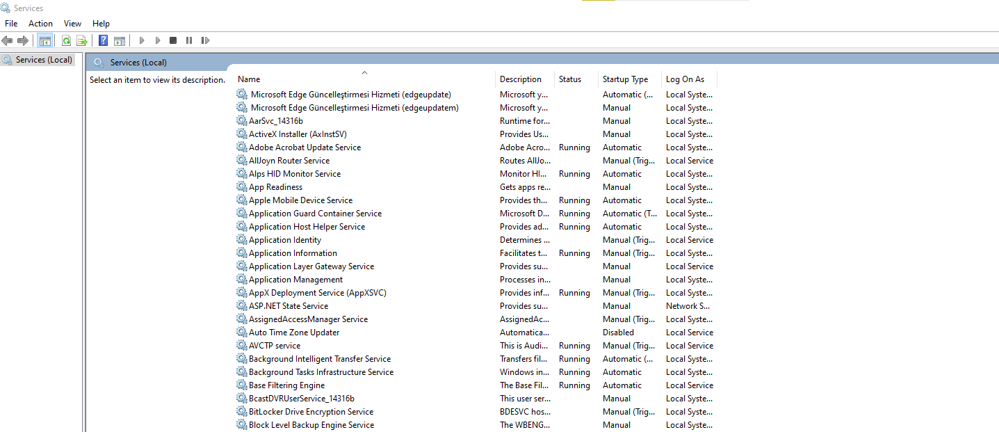 Services
File Action View Help
Services (Local)
Services (Local)
Select an item to view its description.
Name Description Status Startup Type Log On As
Microsoft Edge Güncelleştirmesi Hizmeti (edgeupdate) Microsoft y... Automatic (... Local Syste...
Microsoft Edge Güncelleştirmesi Hizmeti (edgeupdatem) Microsoft y... Manual Local Syste...
AarSvc_14316b Runtime for... Manual Local Syste...
ActiveX Installer (AxInstSV) Provides Us... Manual Local Syste...
Adobe Acrobat Update Service Adobe Acro... Running Automatic Local Syste...
AllJoyn Router Service Routes AllJo... Manual (Trig... Local Service
Alps HID Monitor Service Monitor HI... Running Automatic Local Syste...
App Readiness Gets apps re... Manual Local Syste...
Apple Mobile Device Service Provides th... Running Automatic Local Syste...
Application Guard Container Service Microsoft D... Running Automatic (T... Local Syste...
Application Host Helper Service Provides ad... Running Automatic Local Syste...
Application Identity Determines ... Manual (Trig... Local Service
Application Information Facilitates t... Running Manual (Trig... Local Syste...
Application Layer Gateway Service Provides su... Manual Local Service
Application Management Processes in... Manual Local Syste...
AppX Deployment Service (AppXSVC) Provides inf... Running Manual (Trig... Local Syste...
ASP.NET State Service Provides su... Manual Network S...
AssignedAccessManager Service AssignedAc... Manual (Trig... Local Syste...
Auto Time Zone Updater Automatica... Disabled Local Service
AVCTP service This is Audi... Running Manual (Trig... Local Service
Background Intelligent Transfer Service Transfers fil... Running Automatic (... Local Syste...
Background Tasks Infrastructure Service Windows in... Running Automatic Local Syste...
Base Filtering Engine The Base Fil... Running Automatic Local Service
BcastDVRUserService_14316b This user ser... Manual Local Syste...
BitLocker Drive Encryption Service BDESVC hos... Manual (Trig... Local Syste...
Block Level Backup Engine Service The WBENG... Manual Local Syste...